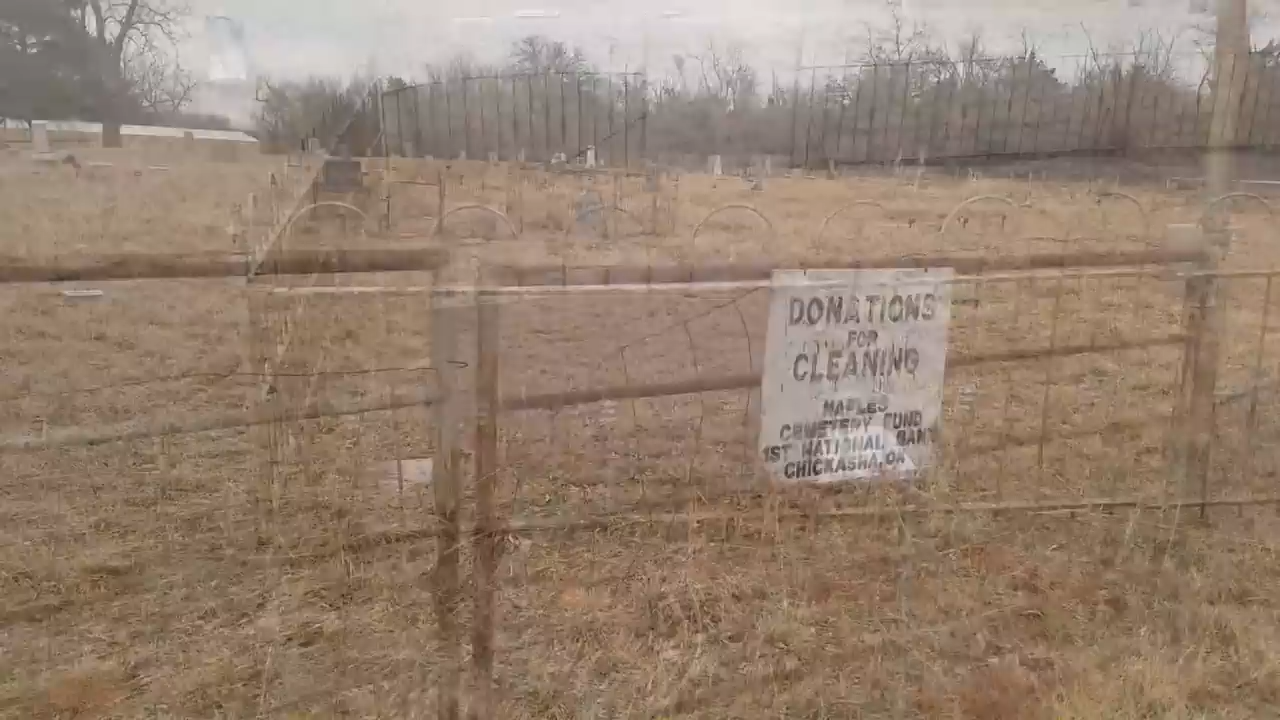 DONATIONS
FOR
CLEANING
NAPLES
CEMETERY FUND
1ST NATIONAL BANK
CHICKASHA, OK